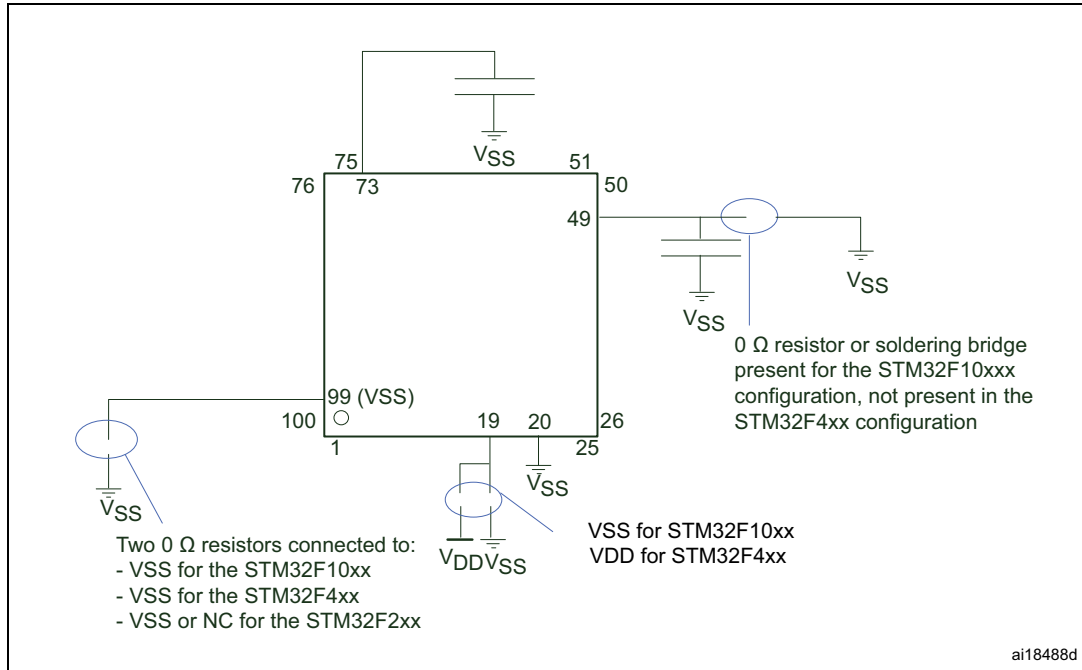 VSS
75
51
76
73
50
49
VSS
VSS
0 Ω resistor or soldering bridge
present for the STM32F10xxx
configuration, not present in the
STM32F4xx configuration
99 (VSS)
100
1
19
20
26
25
VSS
VSS
VDD VSS
Two 0 Ω resistors connected to:
- VSS for the STM32F10xx
- VSS for the STM32F4xx
- VSS or NC for the STM32F2xx
VSS for STM32F10xx
VDD for STM32F4xx
ai18488d